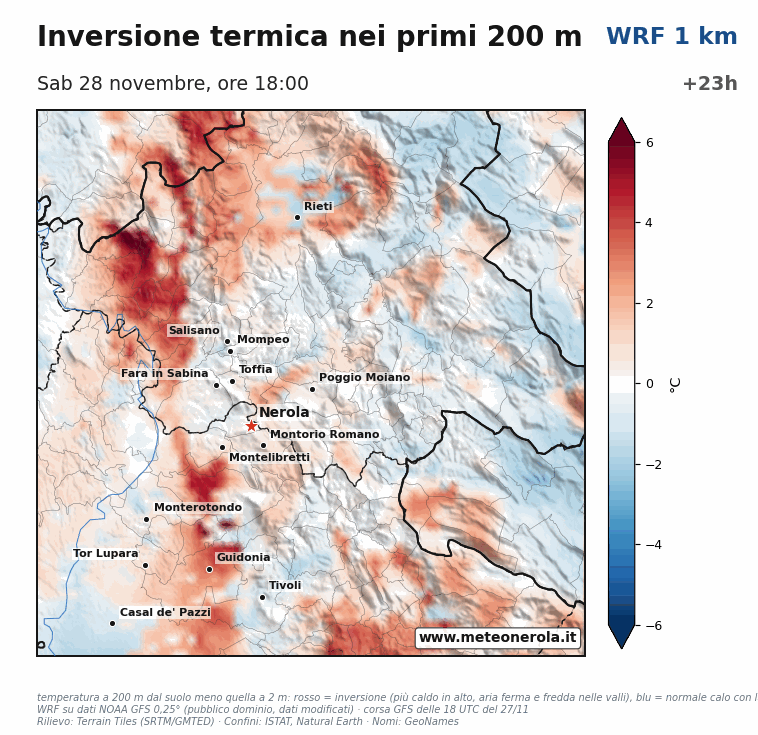 Inversione termica nei primi 200 m
WRF 1 km
Sab 28 novembre, ore 18:00
+23h
Rieti
Salisano
Mompeo
Fara in Sabina
Toffia
Poggio Moiano
Nerola
Montorio Romano
Montelibretti
Monterotondo
Tor Lupara
Guidonia
Tivoli
Casal de' Pazzi
www.meteonerola.it
6
4
2
0
−2
−4
−6
°C
temperatura a 200 m dal suolo meno quella a 2 m: rosso = inversione (più caldo in alto, aria ferma e fredda nelle valli), blu = normale calo con l
WRF su dati NOAA GFS 0,25° (pubblico dominio, dati modificati) · corsa GFS delle 18 UTC del 27/11
Rilievo: Terrain Tiles (SRTM/GMTED) · Confini: ISTAT, Natural Earth · Nomi: GeoNames